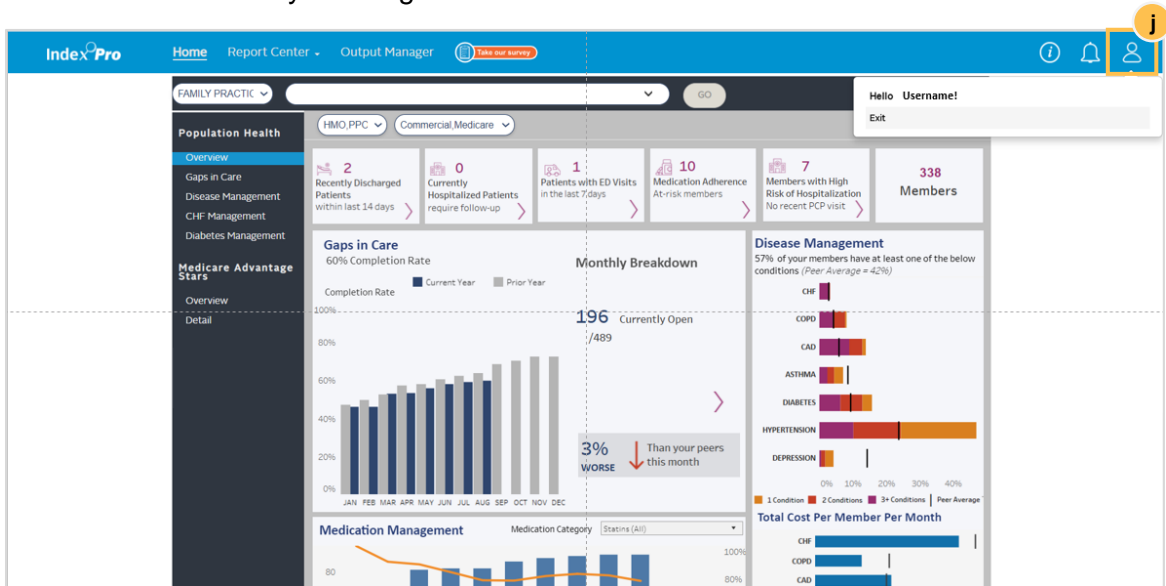 j
IndexPro
Home Report Center Output Manager Take our survey
Hello Username!
Exit
FAMILY PRACTIC
GO
HMO,PPC Commercial,Medicare
Population Health
Overview
Gaps in Care
Disease Management
CHF Management
Diabetes Management
Medicare Advantage
Stars
Overview
Detail
2
Recently Discharged
Patients
within last 14 days
0
Currently
Hospitalized Patients
require follow-up
1
Patients with ED Visits
in the last 7 days
10
Medication Adherence
At-risk members
7
Members with High
Risk of Hospitalization
No recent PCP visit
338
Members
Gaps in Care
60% Completion Rate
Completion Rate
Current Year Prior Year
100%
80%
60%
40%
20%
0%
JAN FEB MAR APR MAY JUN JUL AUG SEP OCT NOV DEC
Monthly Breakdown
196 Currently Open
/489
3%
WORSE
Than your peers
this month
Disease Management
57% of your members have at least one of the below
conditions (Peer Average = 42%)
CHF
COPD
CAD
ASTHMA
DIABETES
HYPERTENSION
DEPRESSION
0% 10% 20% 30% 40%
1 Condition 2 Conditions 3+ Conditions Peer Average
Medication Management
Medication Category Statins (All)
100%
80
80%
Total Cost Per Member Per Month
CHF
COPD
CAD